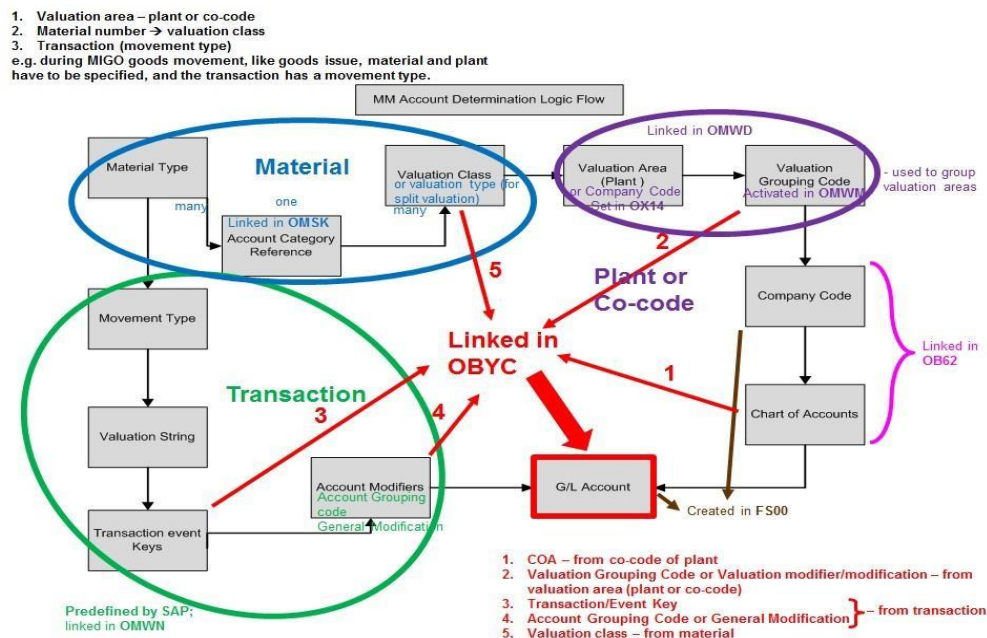 1. Valuation area – plant or co-code
2. Material number → valuation class
3. Transaction (movement type)
e.g. during MIGO goods movement, like goods issue, material and plant
have to be specified, and the transaction has a movement type.
MM Account Determination Logic Flow
Material Type
Material
many
one
Linked in OMSK
Account Category
Reference
Valuation Class
or valuation type (for
split valuation)
many
Linked in OMWD
Valuation Area
(Plant )
or Company Code
-Set in OX14
Valuation
Grouping Code
Activated in OMWM
- used to group
valuation areas
5
2
Plant or
Co-code
Movement Type
Company Code
Linked in
OBYC
Linked in
OB62
Transaction
3
4
1
Chart of Accounts
Valuation String
Account Modifiers
Account Grouping
code
General Modification
G/L Account
Created in FS00
Transaction event
Keys
Predefined by SAP;
linked in OMWN
1. COA – from co-code of plant
2. Valuation Grouping Code or Valuation modifier/modification – from
valuation area (plant or co-code)
3. Transaction/Event Key
4. Account Grouping Code or General Modification
– from transaction
5. Valuation class – from material